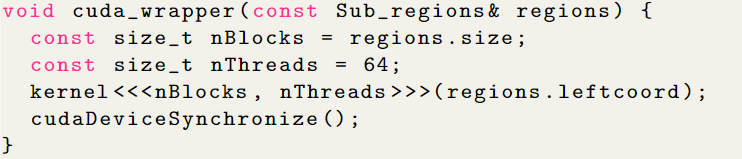 void cuda_wrapper(const Sub_regions& regions) {
  const size_t nBlocks = regions.size;
  const size_t nThreads = 64;
  kernel<<<nBlocks, nThreads>>>(regions.leftcoord);
  cudaDeviceSynchronize();
}